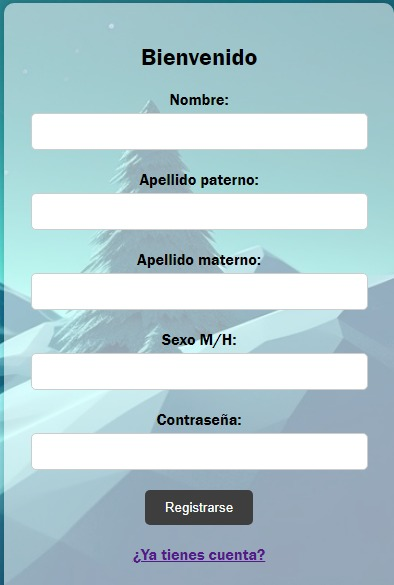 Bienvenido
Nombre:
Apellido paterno:
Apellido materno:
Sexo M/H:
Contraseña:
Registrarse
¿Ya tienes cuenta?